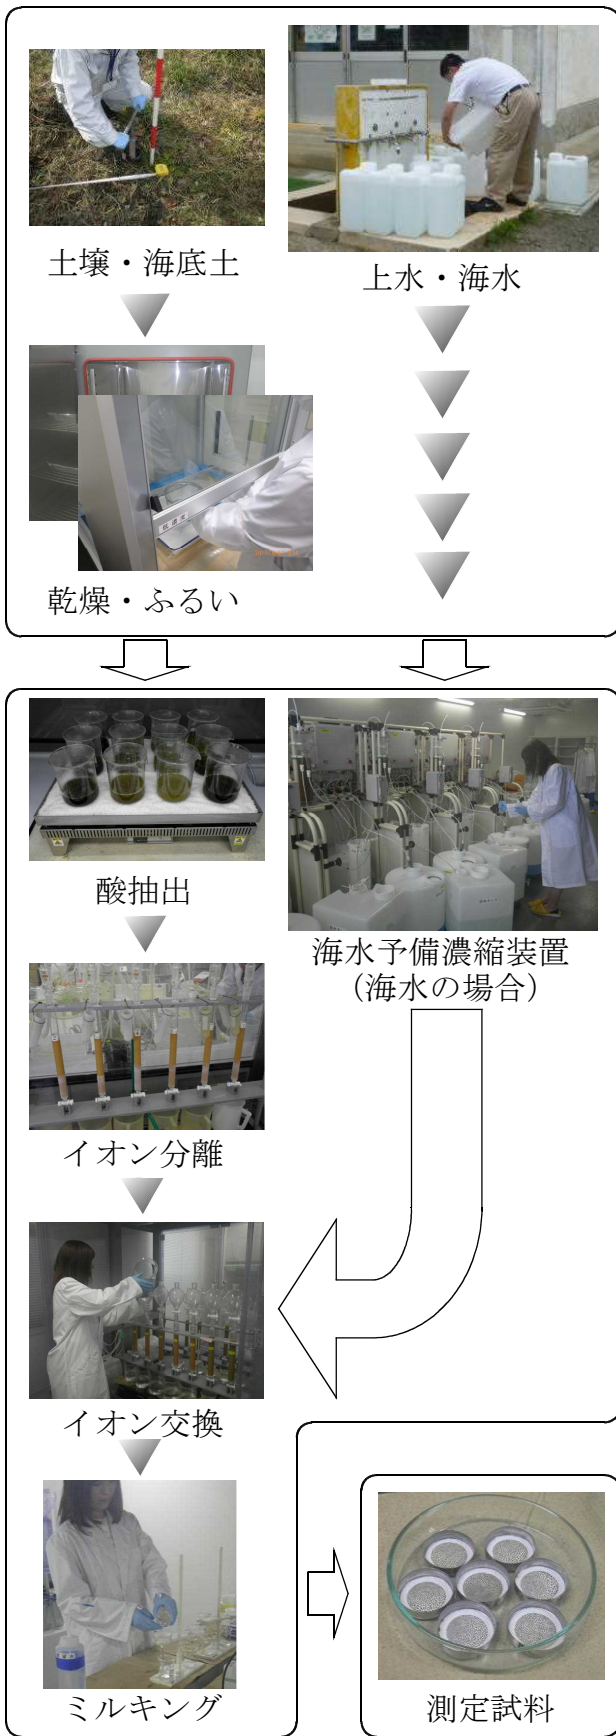 土壌・海底土
上水・海水
乾燥・ふるい
酸抽出
海水予備濃縮装置
（海水の場合）
イオン分離
イオン交換
ミルキング
測定試料